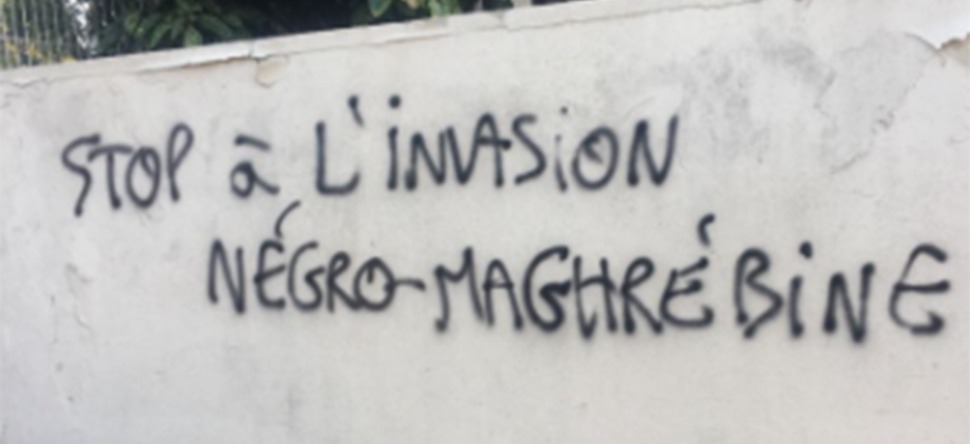 STOP à L'iNVASiON
NÉGRO-MAGHRÉBiNE